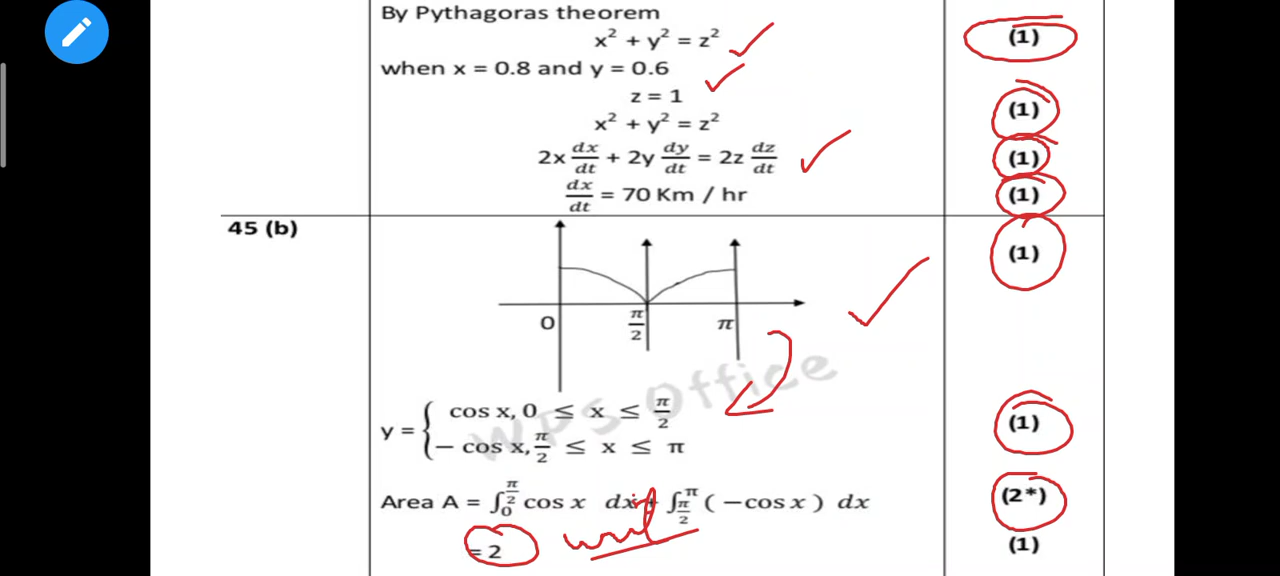 By Pythagoras theorem
x² + y² = z² (1)
when x = 0.8 and y = 0.6
z = 1 (1)
x² + y² = z²
2x dx/dt + 2y dy/dt = 2z dz/dt (1)
dx/dt = 70 Km / hr (1)
45 (b) (1)
0 π/2 π
WPS Office
y = { cos x, 0 ≤ x ≤ π/2 (1)
− cos x, π/2 ≤ x ≤ π
Area A = ∫₀^(π/2) cos x dx + ∫_(π/2)^π ( −cos x ) dx (2*)
= 2 (1)